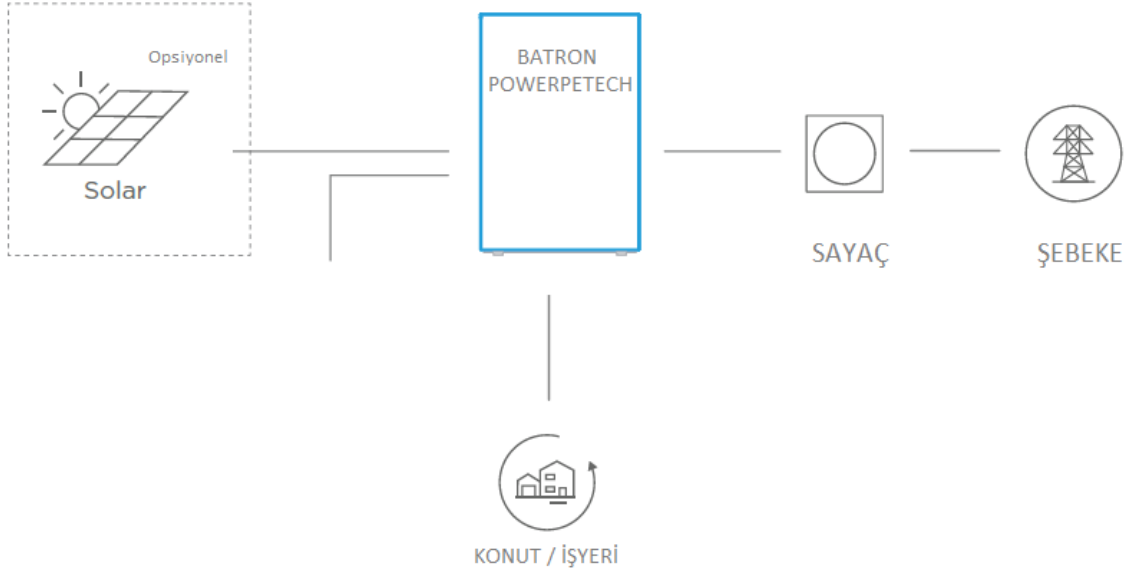 Opsiyonel
Solar
BATRON
POWERPETECH
SAYAÇ
ŞEBEKE
KONUT / İŞYERİ